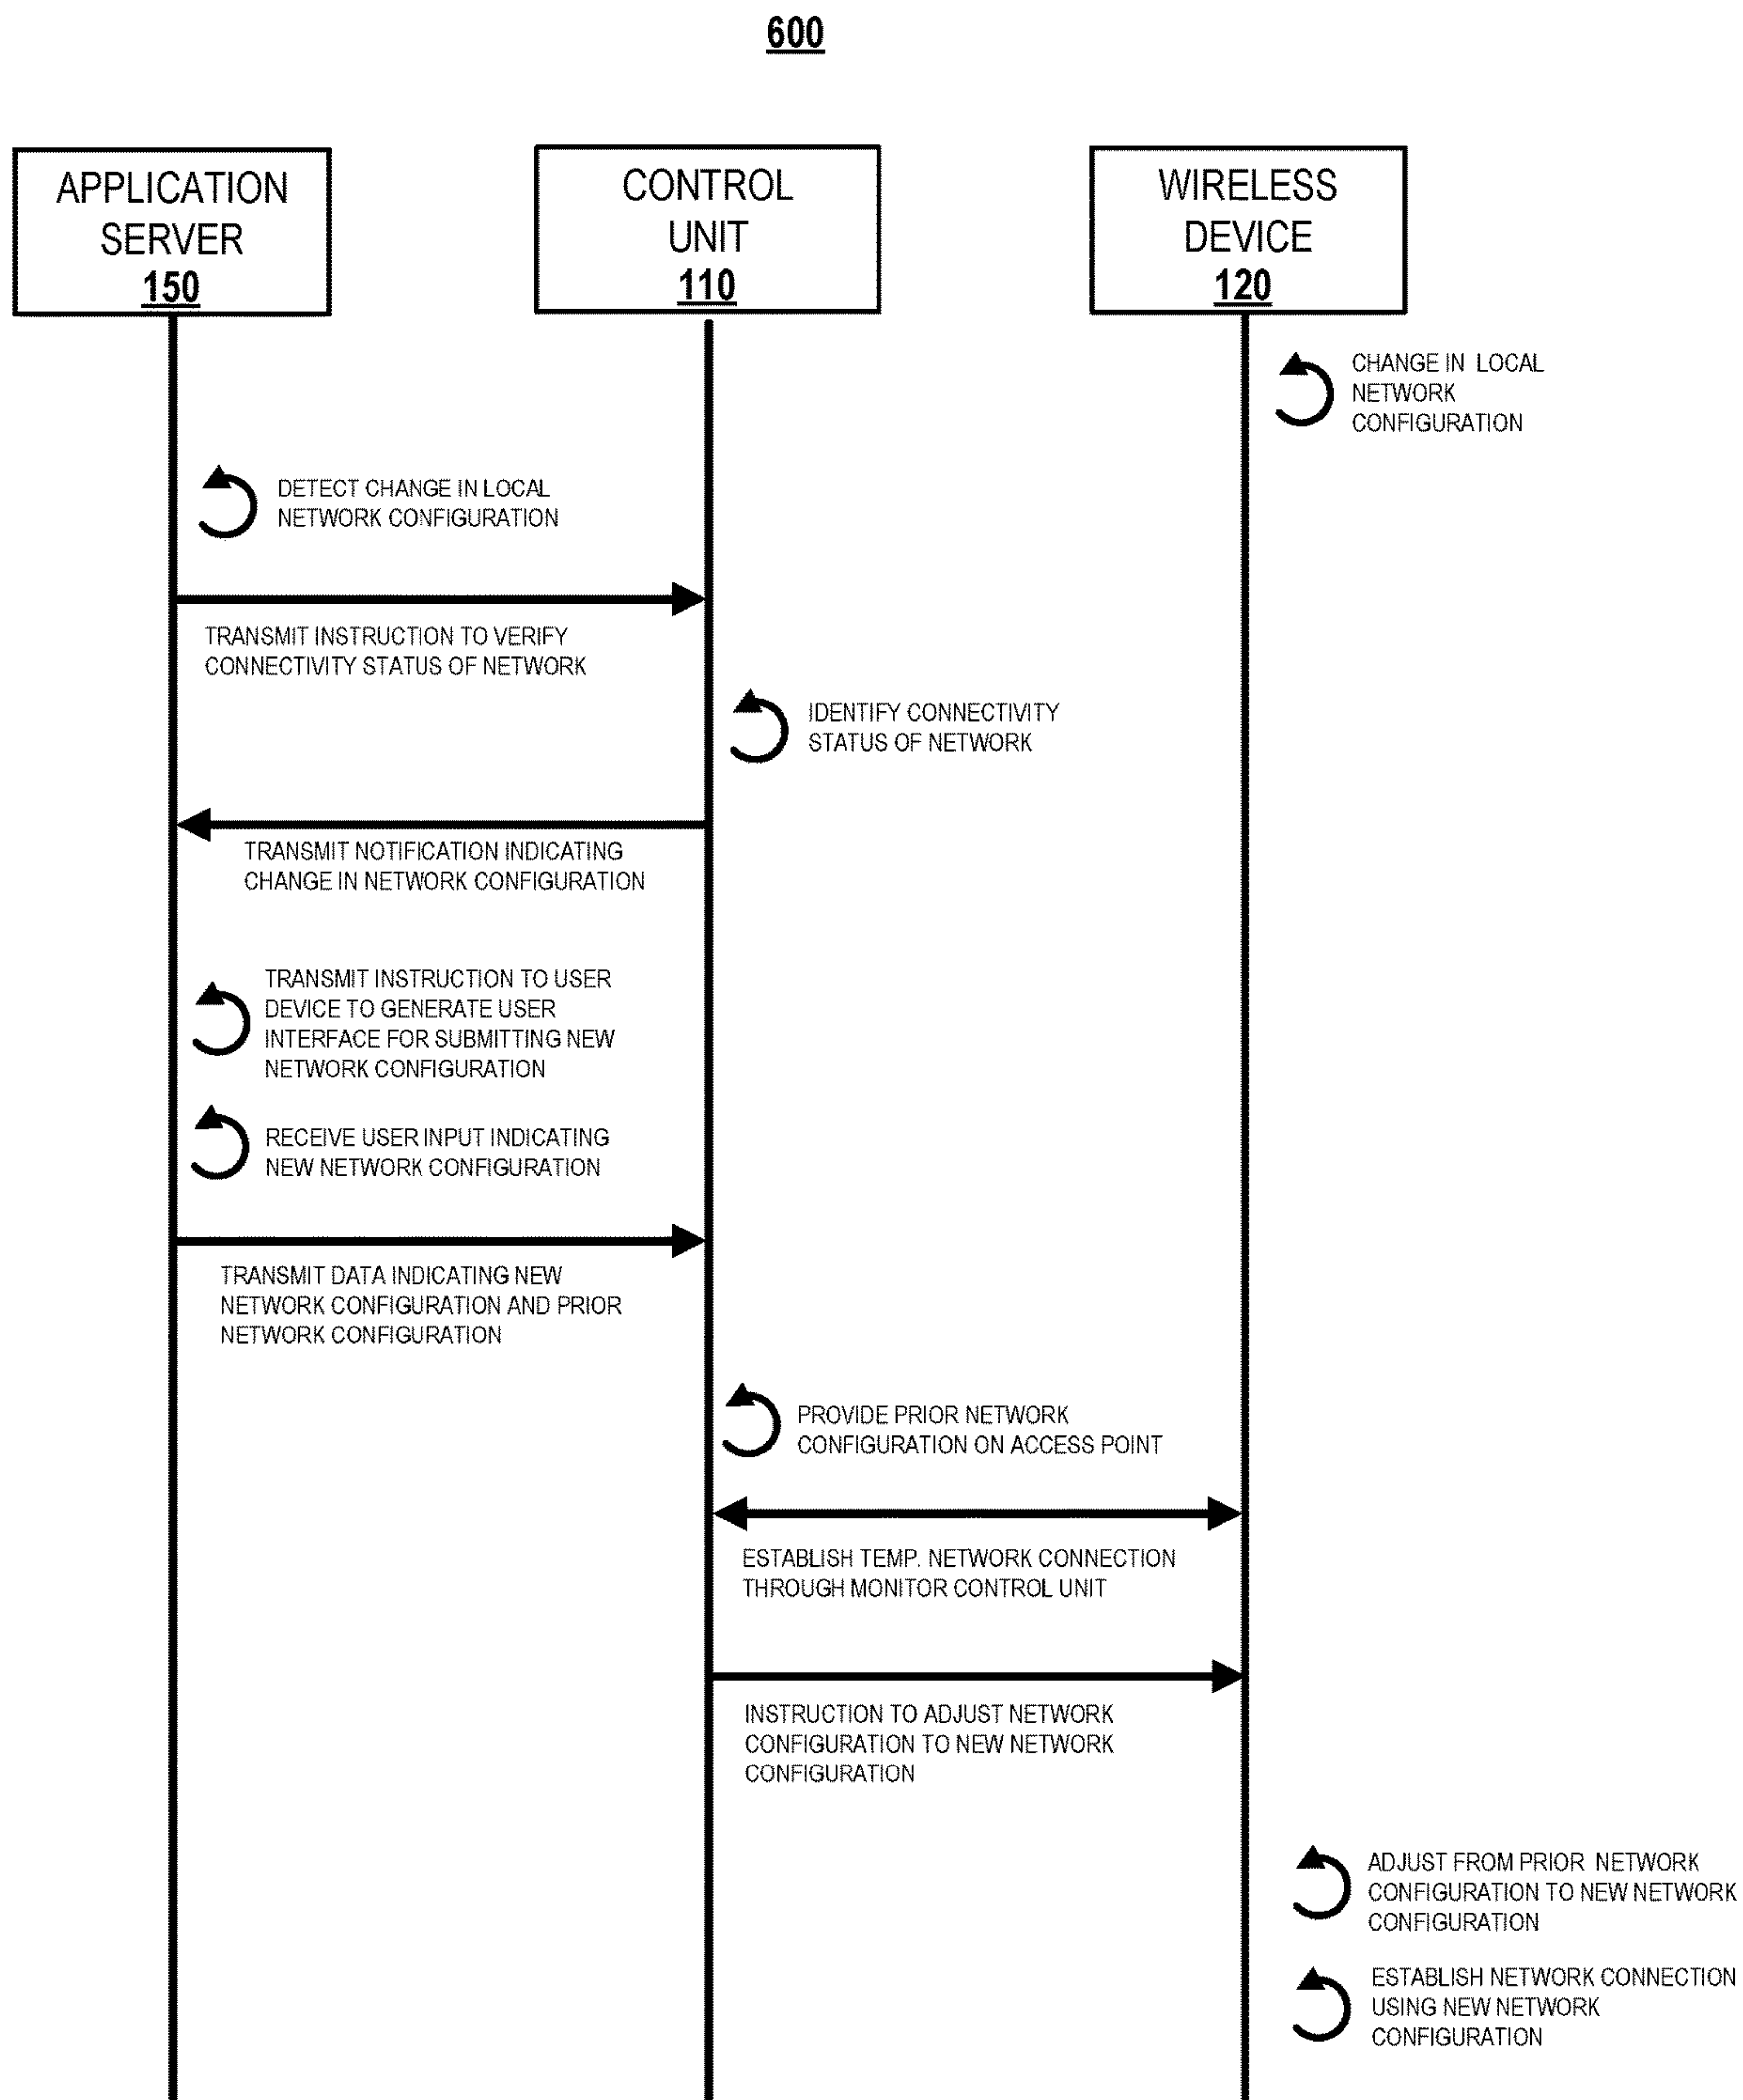 600
APPLICATION
SERVER
150
CONTROL
UNIT
110
WIRELESS
DEVICE
120
CHANGE IN LOCAL
NETWORK
CONFIGURATION
DETECT CHANGE IN LOCAL
NETWORK CONFIGURATION
TRANSMIT INSTRUCTION TO VERIFY
CONNECTIVITY STATUS OF NETWORK
IDENTIFY CONNECTIVITY
STATUS OF NETWORK
TRANSMIT NOTIFICATION INDICATING
CHANGE IN NETWORK CONFIGURATION
TRANSMIT INSTRUCTION TO USER
DEVICE TO GENERATE USER
INTERFACE FOR SUBMITTING NEW
NETWORK CONFIGURATION
RECEIVE USER INPUT INDICATING
NEW NETWORK CONFIGURATION
TRANSMIT DATA INDICATING NEW
NETWORK CONFIGURATION AND PRIOR
NETWORK CONFIGURATION
PROVIDE PRIOR NETWORK
CONFIGURATION ON ACCESS POINT
ESTABLISH TEMP. NETWORK CONNECTION
THROUGH MONITOR CONTROL UNIT
INSTRUCTION TO ADJUST NETWORK
CONFIGURATION TO NEW NETWORK
CONFIGURATION
ADJUST FROM PRIOR NETWORK
CONFIGURATION TO NEW NETWORK
CONFIGURATION
ESTABLISH NETWORK CONNECTION
USING NEW NETWORK
CONFIGURATION